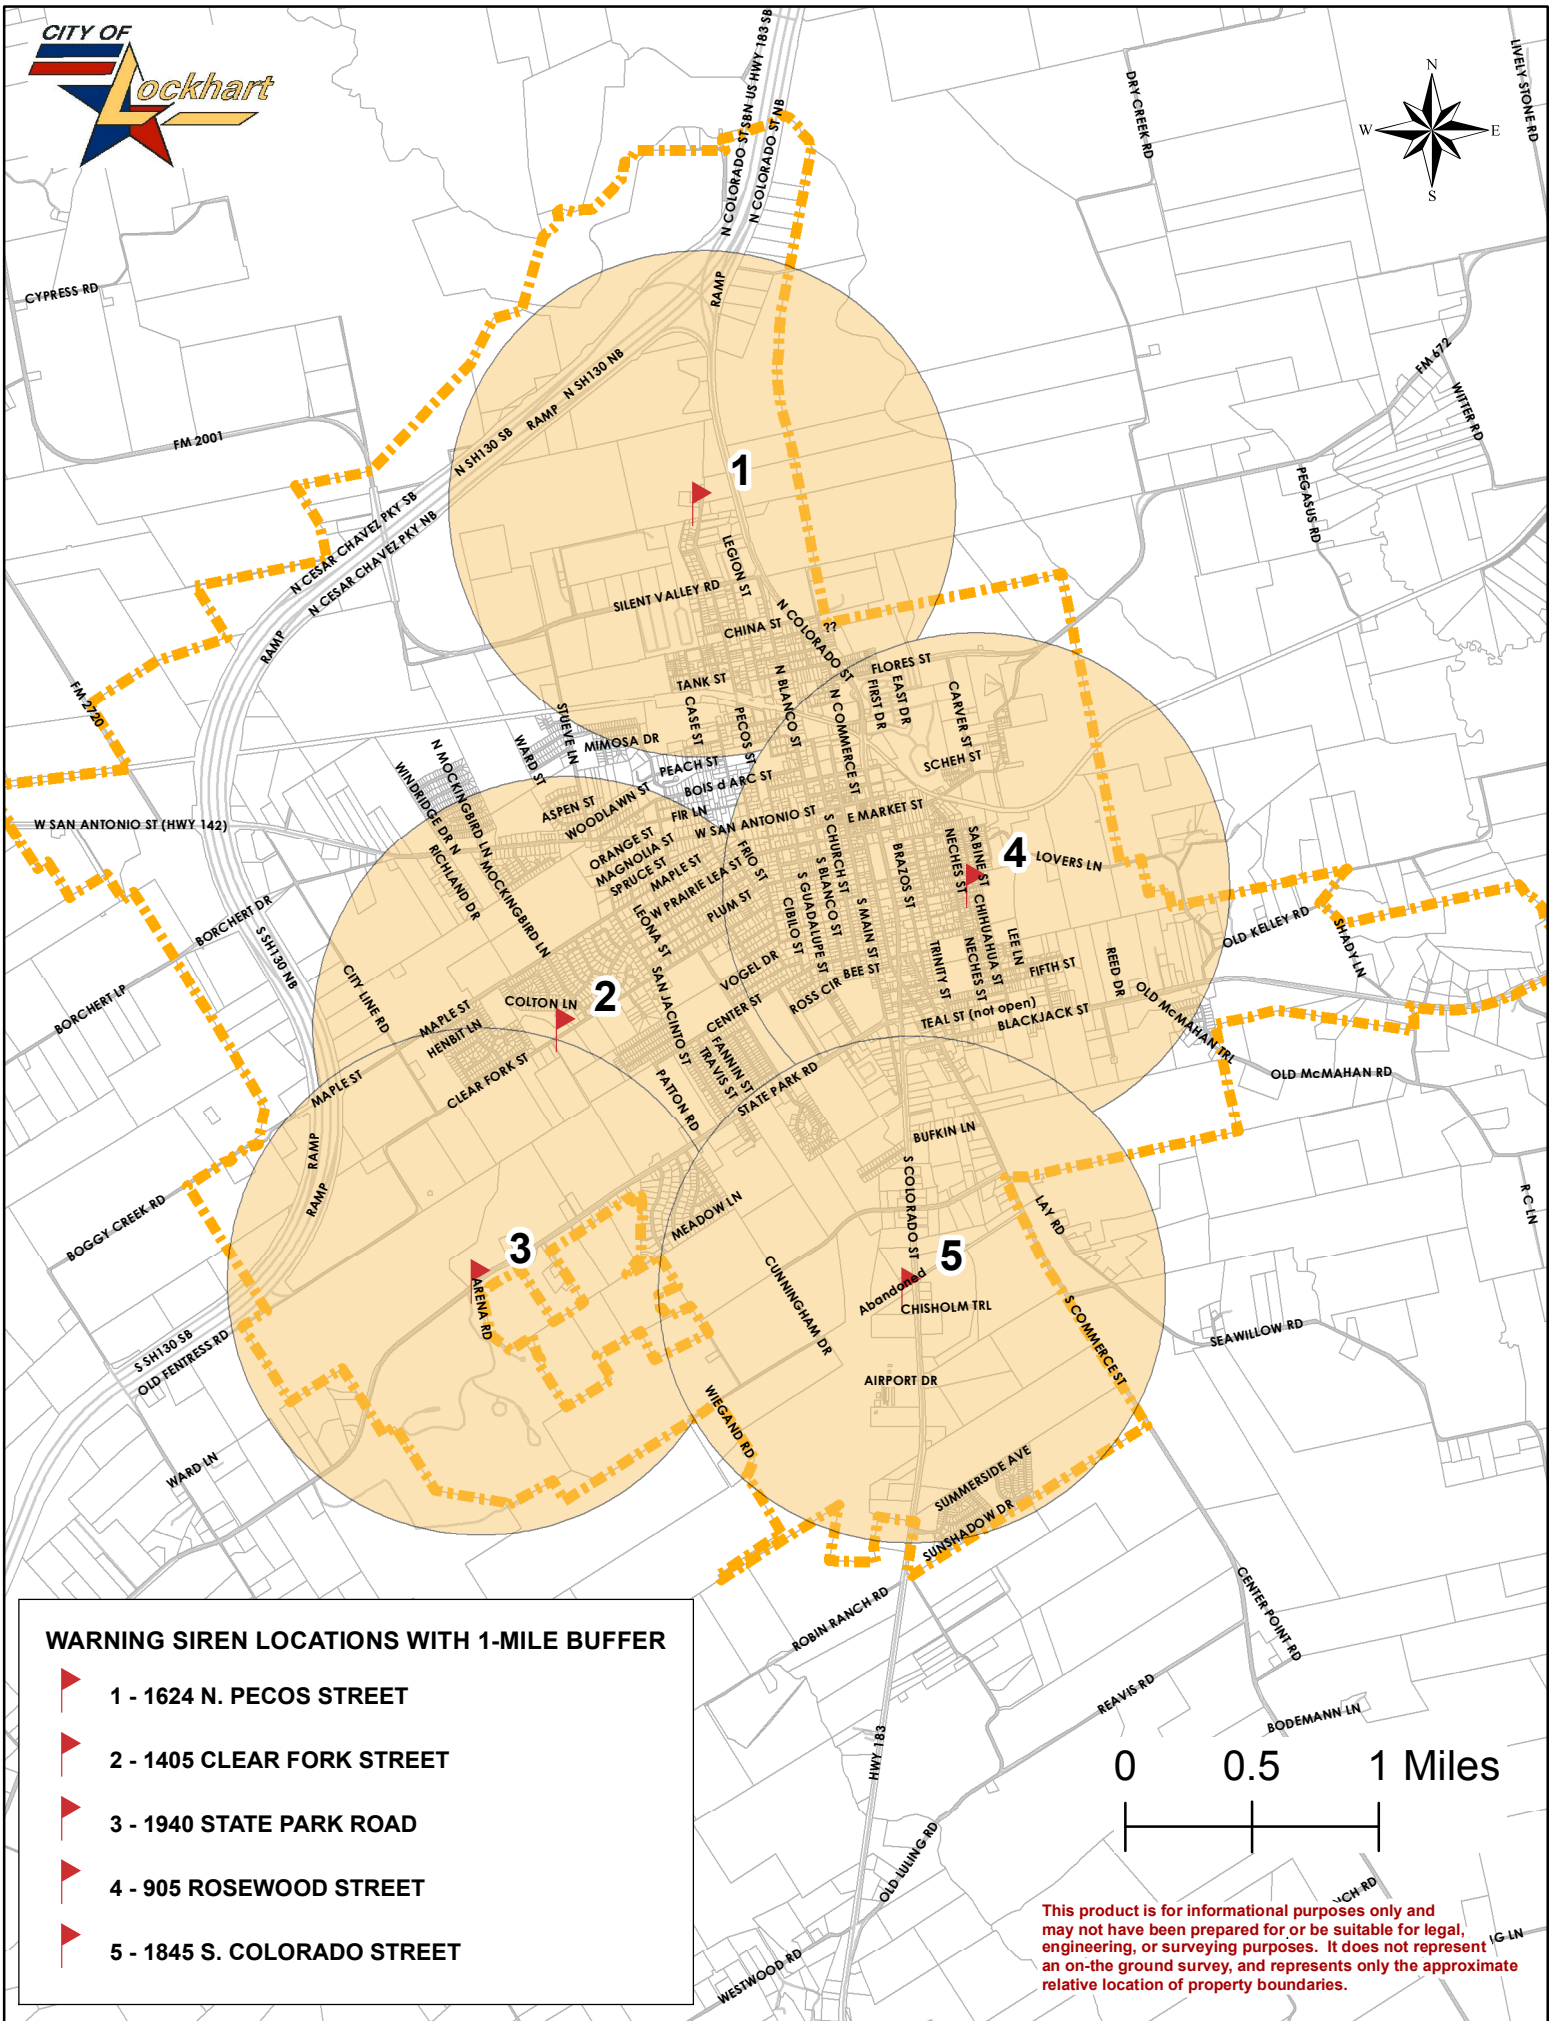 CITY OF
Lockhart
N
W
E
S
N COLORADO ST SBN US HWY 183 SB
N COLORADO ST NB
DRY CREEK RD
LIVELY STONE RD
CYPRESS RD
RAMP
FM 672
WITTER RD
FM 2001
N SH130 NB
RAMP
N SH130 SB
PEGASUS RD
N CESAR CHAVEZ PKY SB
N CESAR CHAVEZ PKY NB
RAMP
1
LEGION ST
SILENT VALLEY RD
CHINA ST
N COLORADO ST
??
FLORES ST
FM 2720
TANK ST
N BLANCO ST
FIRST DR
EAST DR
CARVER ST
CASE ST
PECOS ST
N COMMERCE ST
STUEVE LN
MIMOSA DR
WARD ST
PEACH ST
SCHEH ST
N MOCKINGBIRD LN
WINDRIDGE DR N
BOIS d ARC ST
ASPEN ST
WOODLAWN ST
FIR LN
E MARKET ST
W SAN ANTONIO ST (HWY 142)
W SAN ANTONIO ST
ORANGE ST
MAGNOLIA ST
SPRUCE ST
MAPLE ST
W PRAIRIE LEA ST
FRIO ST
S CHURCH ST
S BLANCO ST
S GUADALUPE ST
CIBILO ST
BRAZOS ST
SABINE ST
NECHES ST
4
LOVERS LN
RICHLAND DR
MOCKINGBIRD LN
PLUM ST
LEONA ST
S MAIN ST
CHIHUAHUA ST
BORCHERT DR
S SH130 NB
OLD KELLEY RD
SHADY LN
LEE LN
TRINITY ST
NECHES ST
FIFTH ST
REED DR
VOGEL DR
BEE ST
ROSS CIR
CENTER ST
BORCHERT LP
CITY LINE RD
COLTON LN
2
SAN JACINTO ST
MAPLE ST
HENBIT LN
TEAL ST (not open)
BLACKJACK ST
OLD McMAHAN TRL
OLD McMAHAN RD
FANNIN ST
TRAVIS ST
CLEAR FORK ST
MAPLE ST
PATTON RD
STATE PARK RD
BUFKIN LN
RAMP
RAMP
BOGGY CREEK RD
S COLORADO ST
LAY RD
R C LN
MEADOW LN
3
ARENA RD
CUNNINGHAM DR
5
Abandoned
CHISHOLM TRL
S COMMERCE ST
SEAWILLOW RD
S SH130 SB
OLD FENTRESS RD
AIRPORT DR
WIEGAND RD
WARD LN
SUMMERSIDE AVE
SUNSHADOW DR
CENTER POINT RD
ROBIN RANCH RD
REAVIS RD
BODEMANN LN
HWY 183
OLD LULING RD
WESTWOOD RD
NCH RD
G LN
WARNING SIREN LOCATIONS WITH 1-MILE BUFFER
1 - 1624 N. PECOS STREET
2 - 1405 CLEAR FORK STREET
3 - 1940 STATE PARK ROAD
4 - 905 ROSEWOOD STREET
5 - 1845 S. COLORADO STREET
0 0.5 1 Miles
This product is for informational purposes only and
may not have been prepared for or be suitable for legal,
engineering, or surveying purposes. It does not represent
an on-the ground survey, and represents only the approximate
relative location of property boundaries.